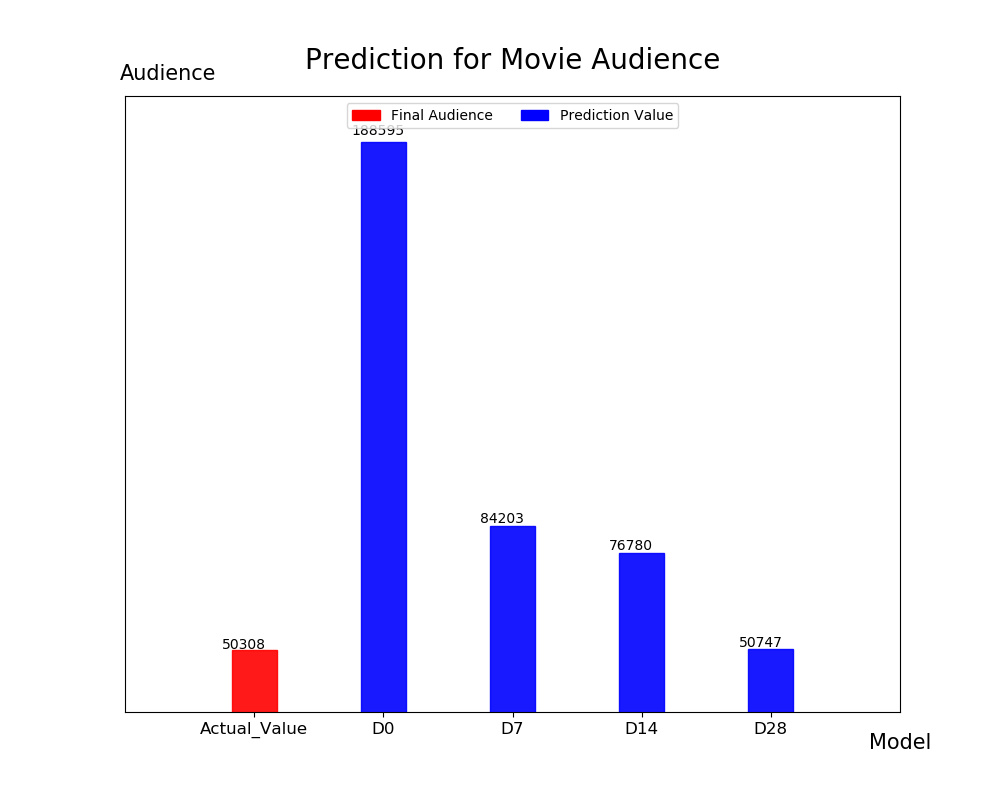 Prediction for Movie Audience
Audience
Final Audience Prediction Value
188595
84203
76780
50308
50747
Actual_Value D0 D7 D14 D28
Model